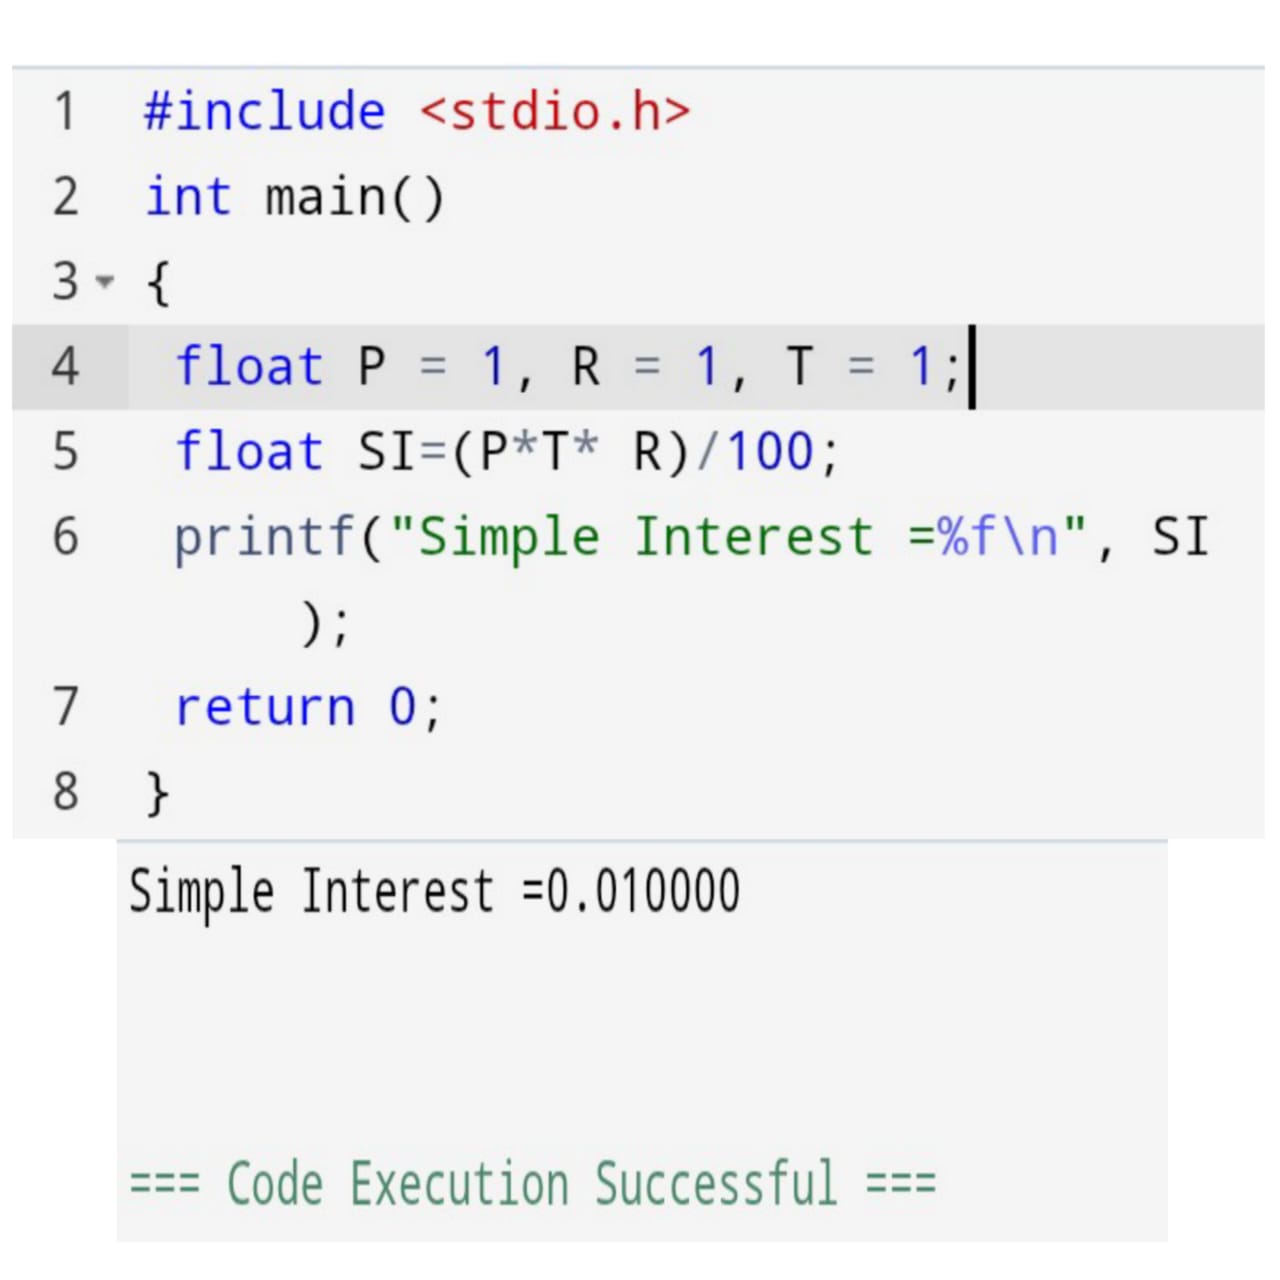 1 #include <stdio.h>
2 int main()
3 {
4 float P = 1, R = 1, T = 1;
5 float SI=(P*T* R)/100;
6 printf("Simple Interest =%f\n", SI
);
7 return 0;
8 }
Simple Interest =0.010000
=== Code Execution Successful ===